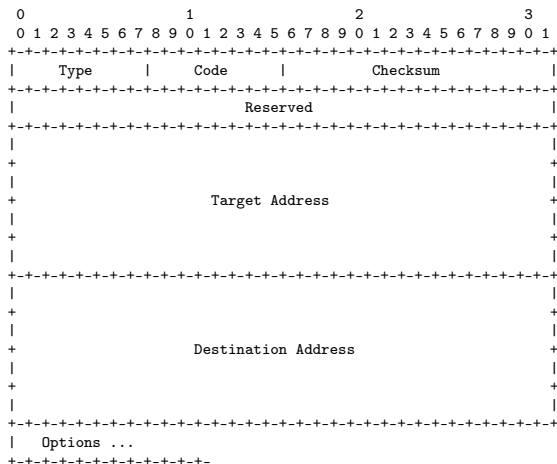 0                   1                   2                   3
 0 1 2 3 4 5 6 7 8 9 0 1 2 3 4 5 6 7 8 9 0 1 2 3 4 5 6 7 8 9 0 1
+-+-+-+-+-+-+-+-+-+-+-+-+-+-+-+-+-+-+-+-+-+-+-+-+-+-+-+-+-+-+-+-+
|     Type      |     Code      |          Checksum             |
+-+-+-+-+-+-+-+-+-+-+-+-+-+-+-+-+-+-+-+-+-+-+-+-+-+-+-+-+-+-+-+-+
|                           Reserved                            |
+-+-+-+-+-+-+-+-+-+-+-+-+-+-+-+-+-+-+-+-+-+-+-+-+-+-+-+-+-+-+-+-+
|                                                               |
+                                                               +
|                                                               |
+                       Target Address                          +
|                                                               |
+                                                               +
|                                                               |
+-+-+-+-+-+-+-+-+-+-+-+-+-+-+-+-+-+-+-+-+-+-+-+-+-+-+-+-+-+-+-+-+
|                                                               |
+                                                               +
|                                                               |
+                     Destination Address                       +
|                                                               |
+                                                               +
|                                                               |
+-+-+-+-+-+-+-+-+-+-+-+-+-+-+-+-+-+-+-+-+-+-+-+-+-+-+-+-+-+-+-+-+
|   Options ...
+-+-+-+-+-+-+-+-+-+-+-+-